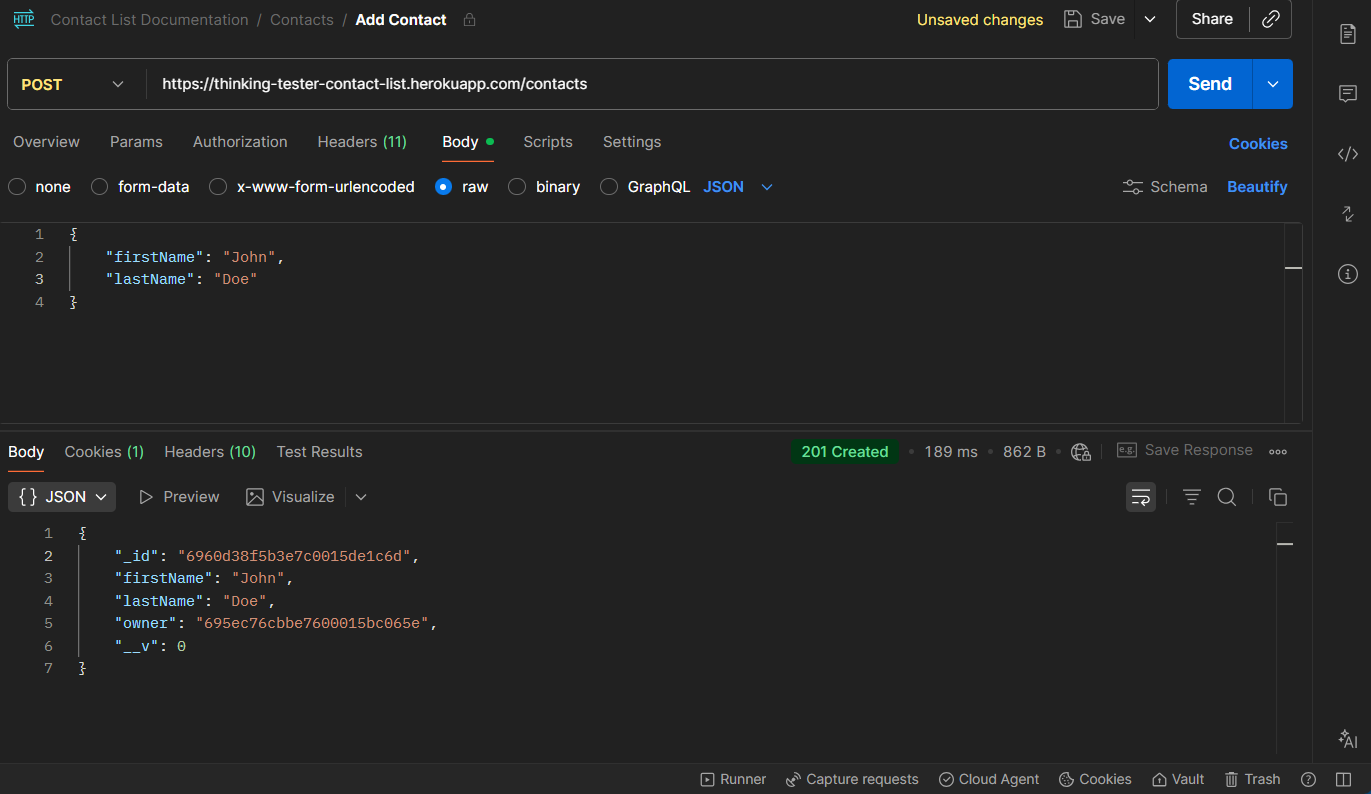 HTTP Contact List Documentation / Contacts / Add Contact Unsaved changes Save Share
POST https://thinking-tester-contact-list.herokuapp.com/contacts Send
Overview Params Authorization Headers (11) Body Scripts Settings Cookies
none form-data x-www-form-urlencoded raw binary GraphQL JSON Schema Beautify
1 {
2 "firstName": "John",
3 "lastName": "Doe"
4 }
Body Cookies (1) Headers (10) Test Results 201 Created 189 ms 862 B e.g. Save Response
{} JSON Preview Visualize
1 {
2 "_id": "6960d38f5b3e7c0015de1c6d",
3 "firstName": "John",
4 "lastName": "Doe",
5 "owner": "695ec76cbbe7600015bc065e",
6 "__v": 0
7 }
AI
Runner Capture requests Cloud Agent Cookies Vault Trash